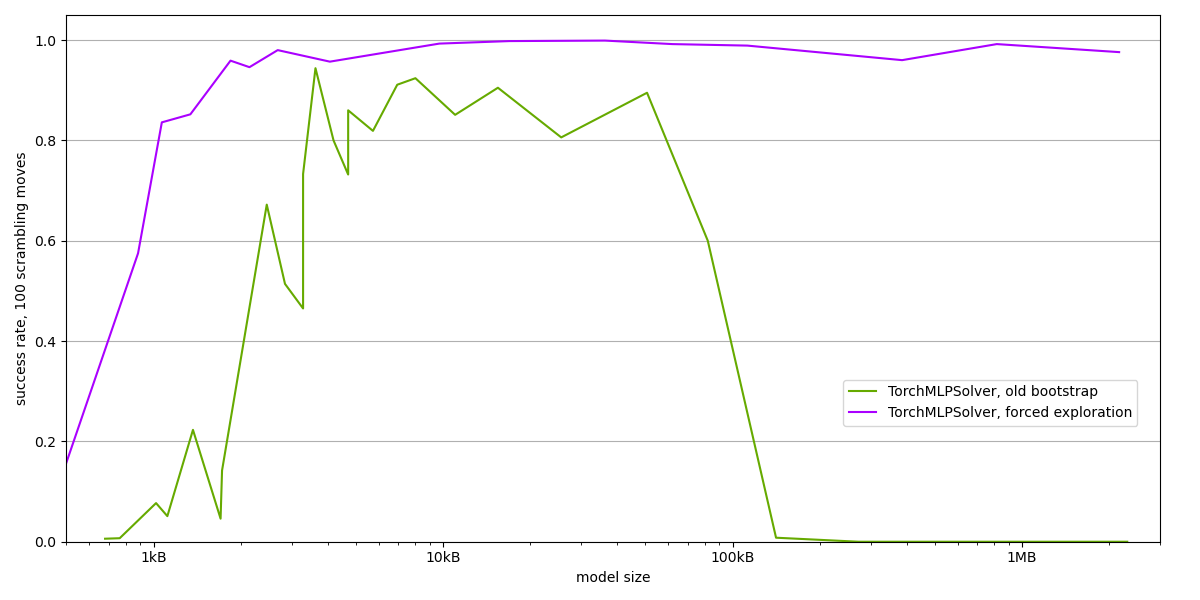 1.0
0.8
0.6
0.4
0.2
0.0
success rate, 100 scrambling moves
TorchMLPSolver, old bootstrap
TorchMLPSolver, forced exploration
1kB
10kB
100kB
1MB
model size